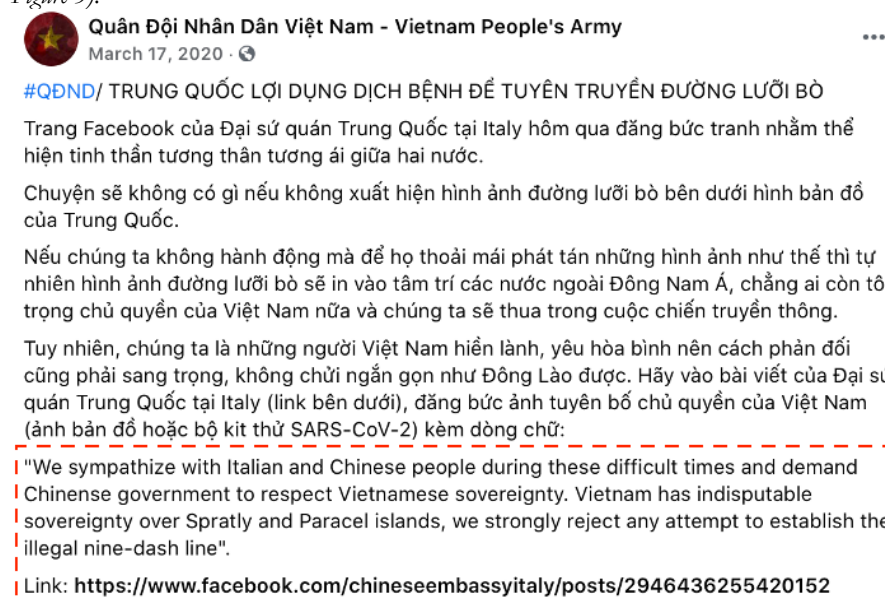 Figure 5).
Quân Đội Nhân Dân Việt Nam - Vietnam People's Army
March 17, 2020 ·
#QĐND/ TRUNG QUỐC LỢI DỤNG DỊCH BỆNH ĐỂ TUYÊN TRUYỀN ĐƯỜNG LƯỠI BÒ
Trang Facebook của Đại sứ quán Trung Quốc tại Italy hôm qua đăng bức tranh nhằm thể
hiện tinh thần tương thân tương ái giữa hai nước.
Chuyện sẽ không có gì nếu không xuất hiện hình ảnh đường lưỡi bò bên dưới hình bản đồ
của Trung Quốc.
Nếu chúng ta không hành động mà để họ thoải mái phát tán những hình ảnh như thế thì tự
nhiên hình ảnh đường lưỡi bò sẽ in vào tâm trí các nước ngoài Đông Nam Á, chẳng ai còn tô
trọng chủ quyền của Việt Nam nữa và chúng ta sẽ thua trong cuộc chiến truyền thông.
Tuy nhiên, chúng ta là những người Việt Nam hiền lành, yêu hòa bình nên cách phản đối
cũng phải sang trọng, không chửi ngắn gọn như Đông Lào được. Hãy vào bài viết của Đại sứ
quán Trung Quốc tại Italy (link bên dưới), đăng bức ảnh tuyên bố chủ quyền của Việt Nam
(ảnh bản đồ hoặc bộ kit thử SARS-CoV-2) kèm dòng chữ:
"We sympathize with Italian and Chinese people during these difficult times and demand
Chinense government to respect Vietnamese sovereignty. Vietnam has indisputable
sovereignty over Spratly and Paracel islands, we strongly reject any attempt to establish the
illegal nine-dash line".
Link: https://www.facebook.com/chineseembassyitaly/posts/2946436255420152